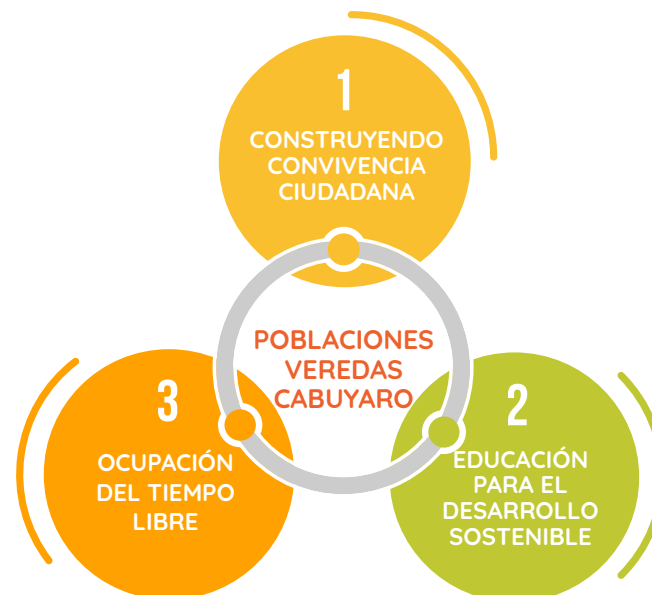 1
CONSTRUYENDO
CONVIVENCIA
CIUDADANA
POBLACIONES
VEREDAS
CABUYARO
2
EDUCACIÓN
PARA EL
DESARROLLO
SOSTENIBLE
3
OCUPACIÓN
DEL TIEMPO
LIBRE